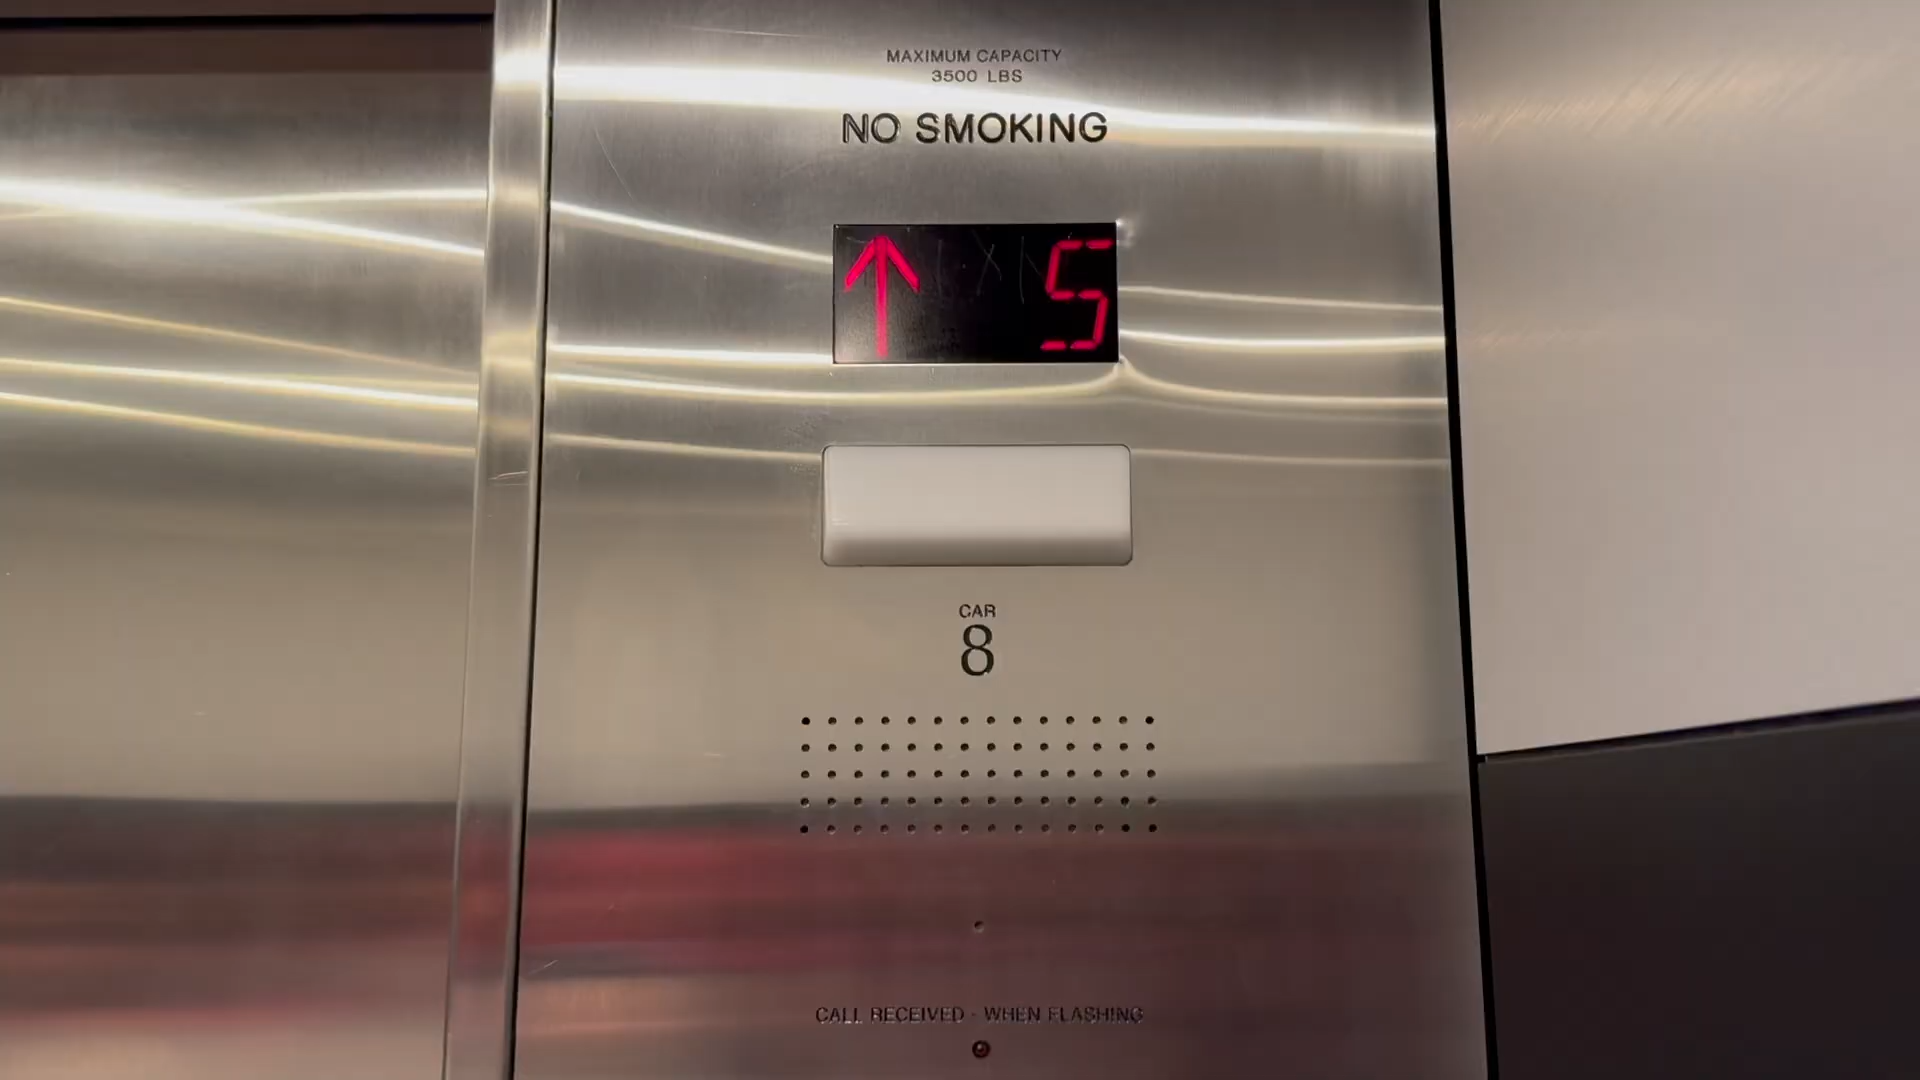 MAXIMUM CAPACITY
3500 LBS
NO SMOKING
↑ 5
CAR
8
CALL RECEIVED - WHEN FLASHING